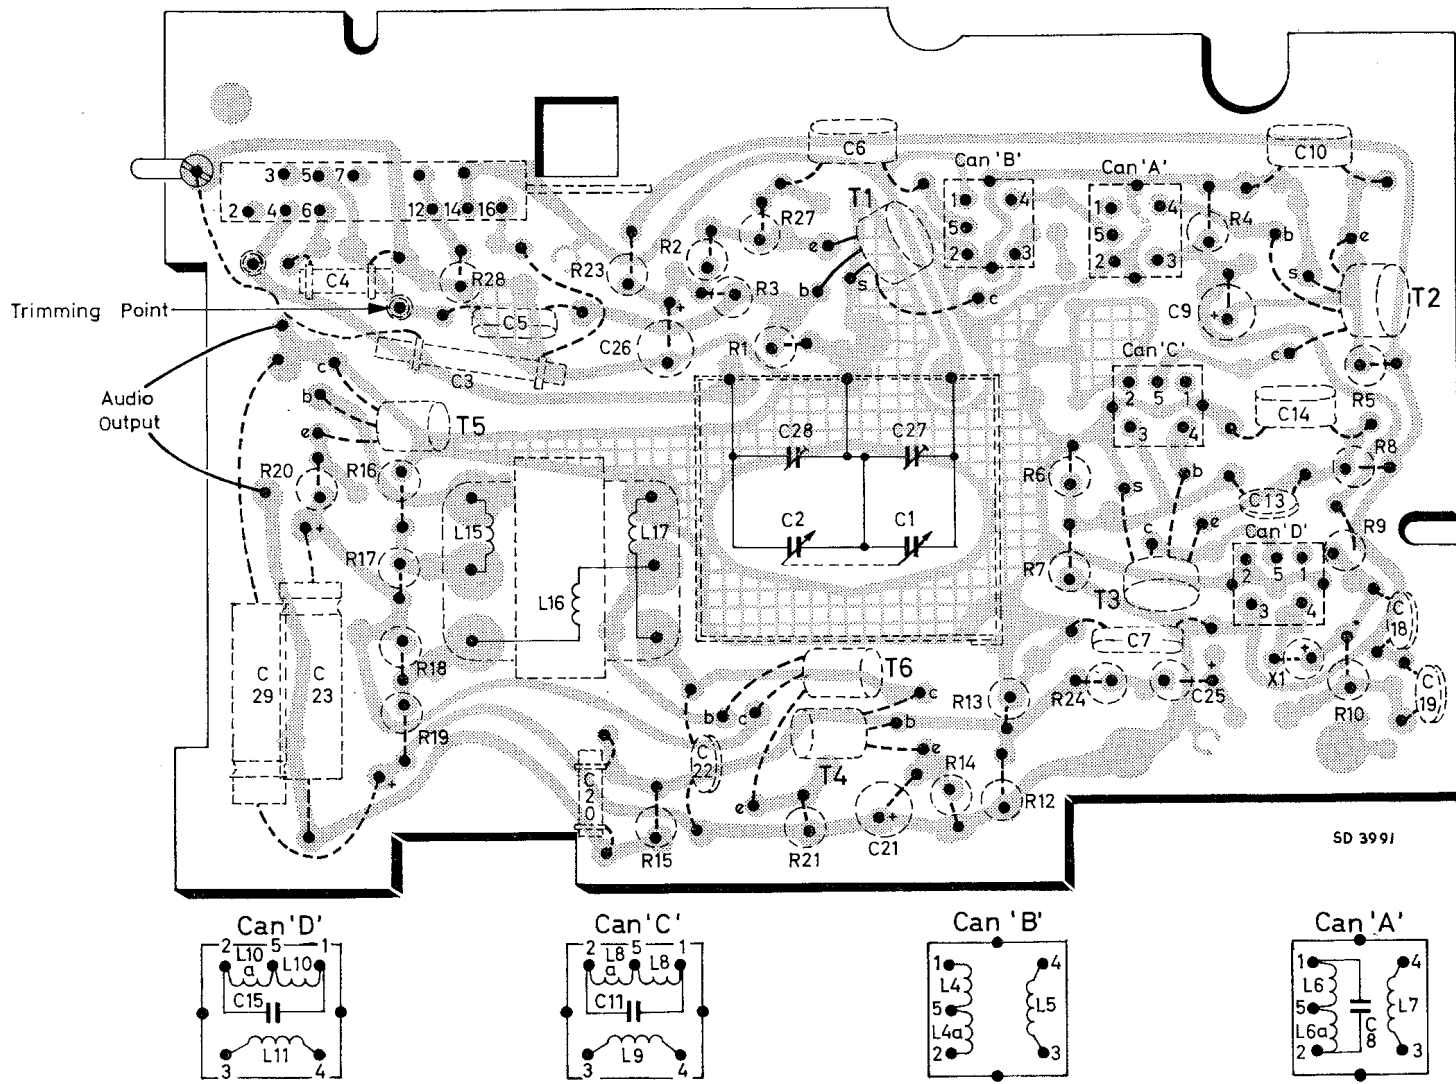 C6
C10
Can 'B'
Can 'A'
3 5 7
T1
1 4
1 4
2 4 6 12 14 16
R27
5
5
R4
b e
R2
e
2 3
2 3
C4
R28
R23
R3
b s
c
s
T2
+
C9
+
Trimming Point
C5
C26
R1
Can 'C'
c
C3
c
2 5 1
R5
b
C14
Audio
Output
T5
3 4
e
C28 C27
R8
R20 R16
R6
b
s
C13
L15 L17
C2 C1
c e
Can 'D'
R9
+
R17
R7
2 5 1
L16
T3
3 4
C
18
C7
+
+
R18
T6
X1
C
29
C
23
c
R13
R24
+
C25
R10
C
19
R19
b c
b
C
22
e
+
T4
R14
C20
e
R12
+
R15
R21
C21
SD 3991
Can 'D'
Can 'C'
Can 'B'
Can 'A'
2 L10 5 1
a L10
C15
L11
3 4
2 L8 5 1
a L8
C11
L9
3 4
1 4
L4
5
L5
L4a
2 3
1 4
L6
5
L7
L6a
C
8
2 3